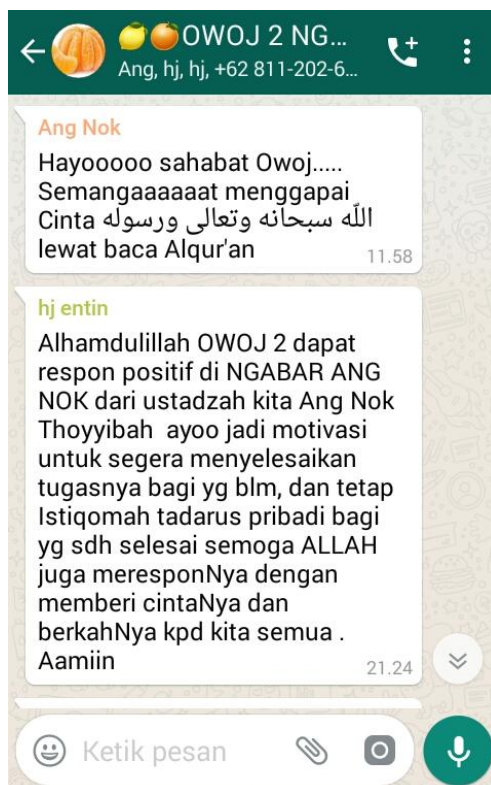 🍋🍊OWOJ 2 NG...
Ang, hj, hj, +62 811-202-6...
Ang Nok
Hayooooo sahabat Owoj.....
Semangaaaaaat menggapai
Cinta اللّه سبحانه وتعالى ورسوله
lewat baca Alqur'an
11.58
hj entin
Alhamdulillah OWOJ 2 dapat
respon positif di NGABAR ANG
NOK dari ustadzah kita Ang Nok
Thoyyibah  ayoo jadi motivasi
untuk segera menyelesaikan
tugasnya bagi yg blm, dan tetap
Istiqomah tadarus pribadi bagi
yg sdh selesai semoga ALLAH
juga meresponNya dengan
memberi cintaNya dan
berkahNya kpd kita semua .
Aamiin
21.24
Ketik pesan